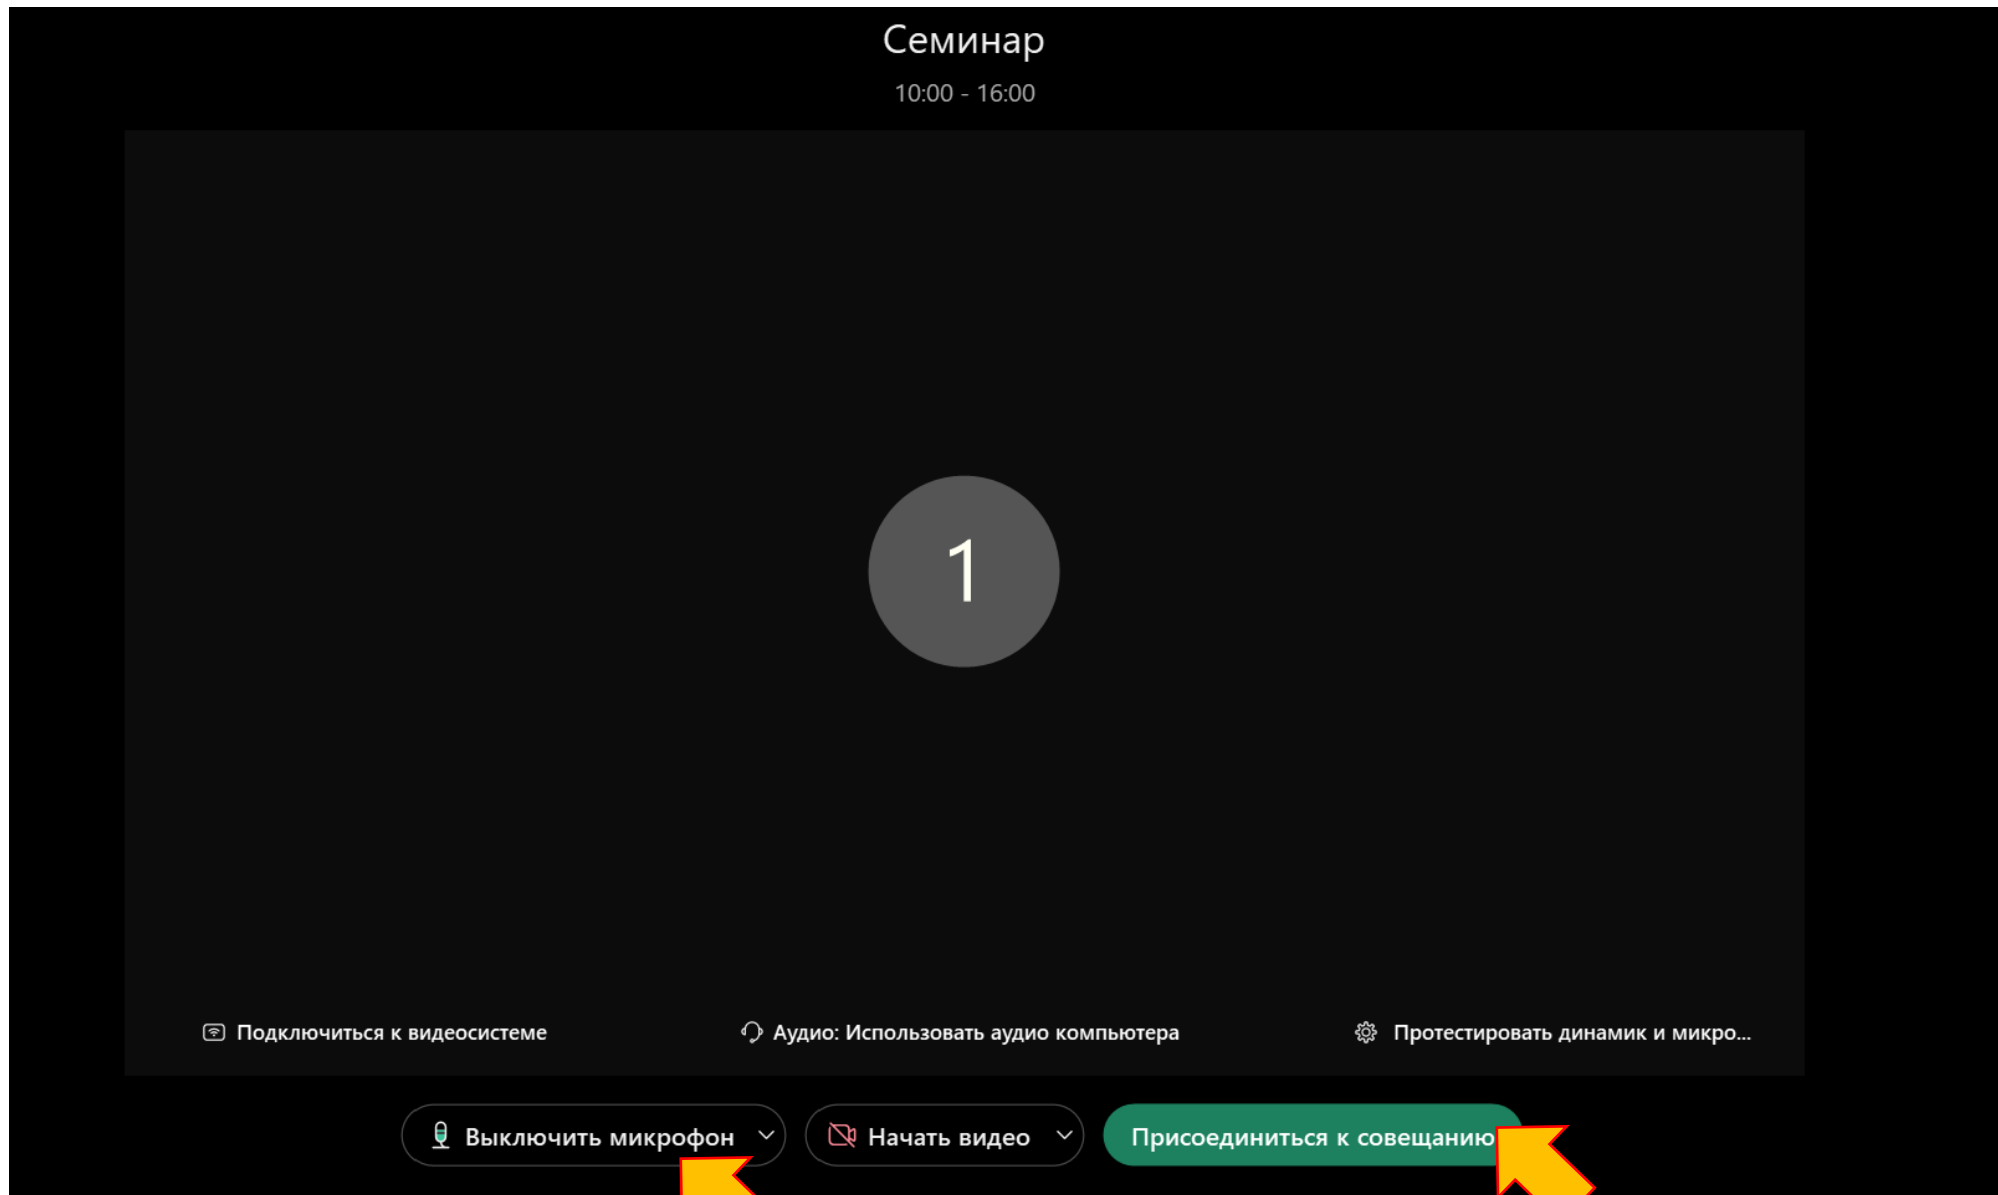 Семинар
10:00 - 16:00
1
Подключиться к видеосистеме
Аудио: Использовать аудио компьютера
Протестировать динамик и микро...
Выключить микрофон
Начать видео
Присоединиться к совещанию